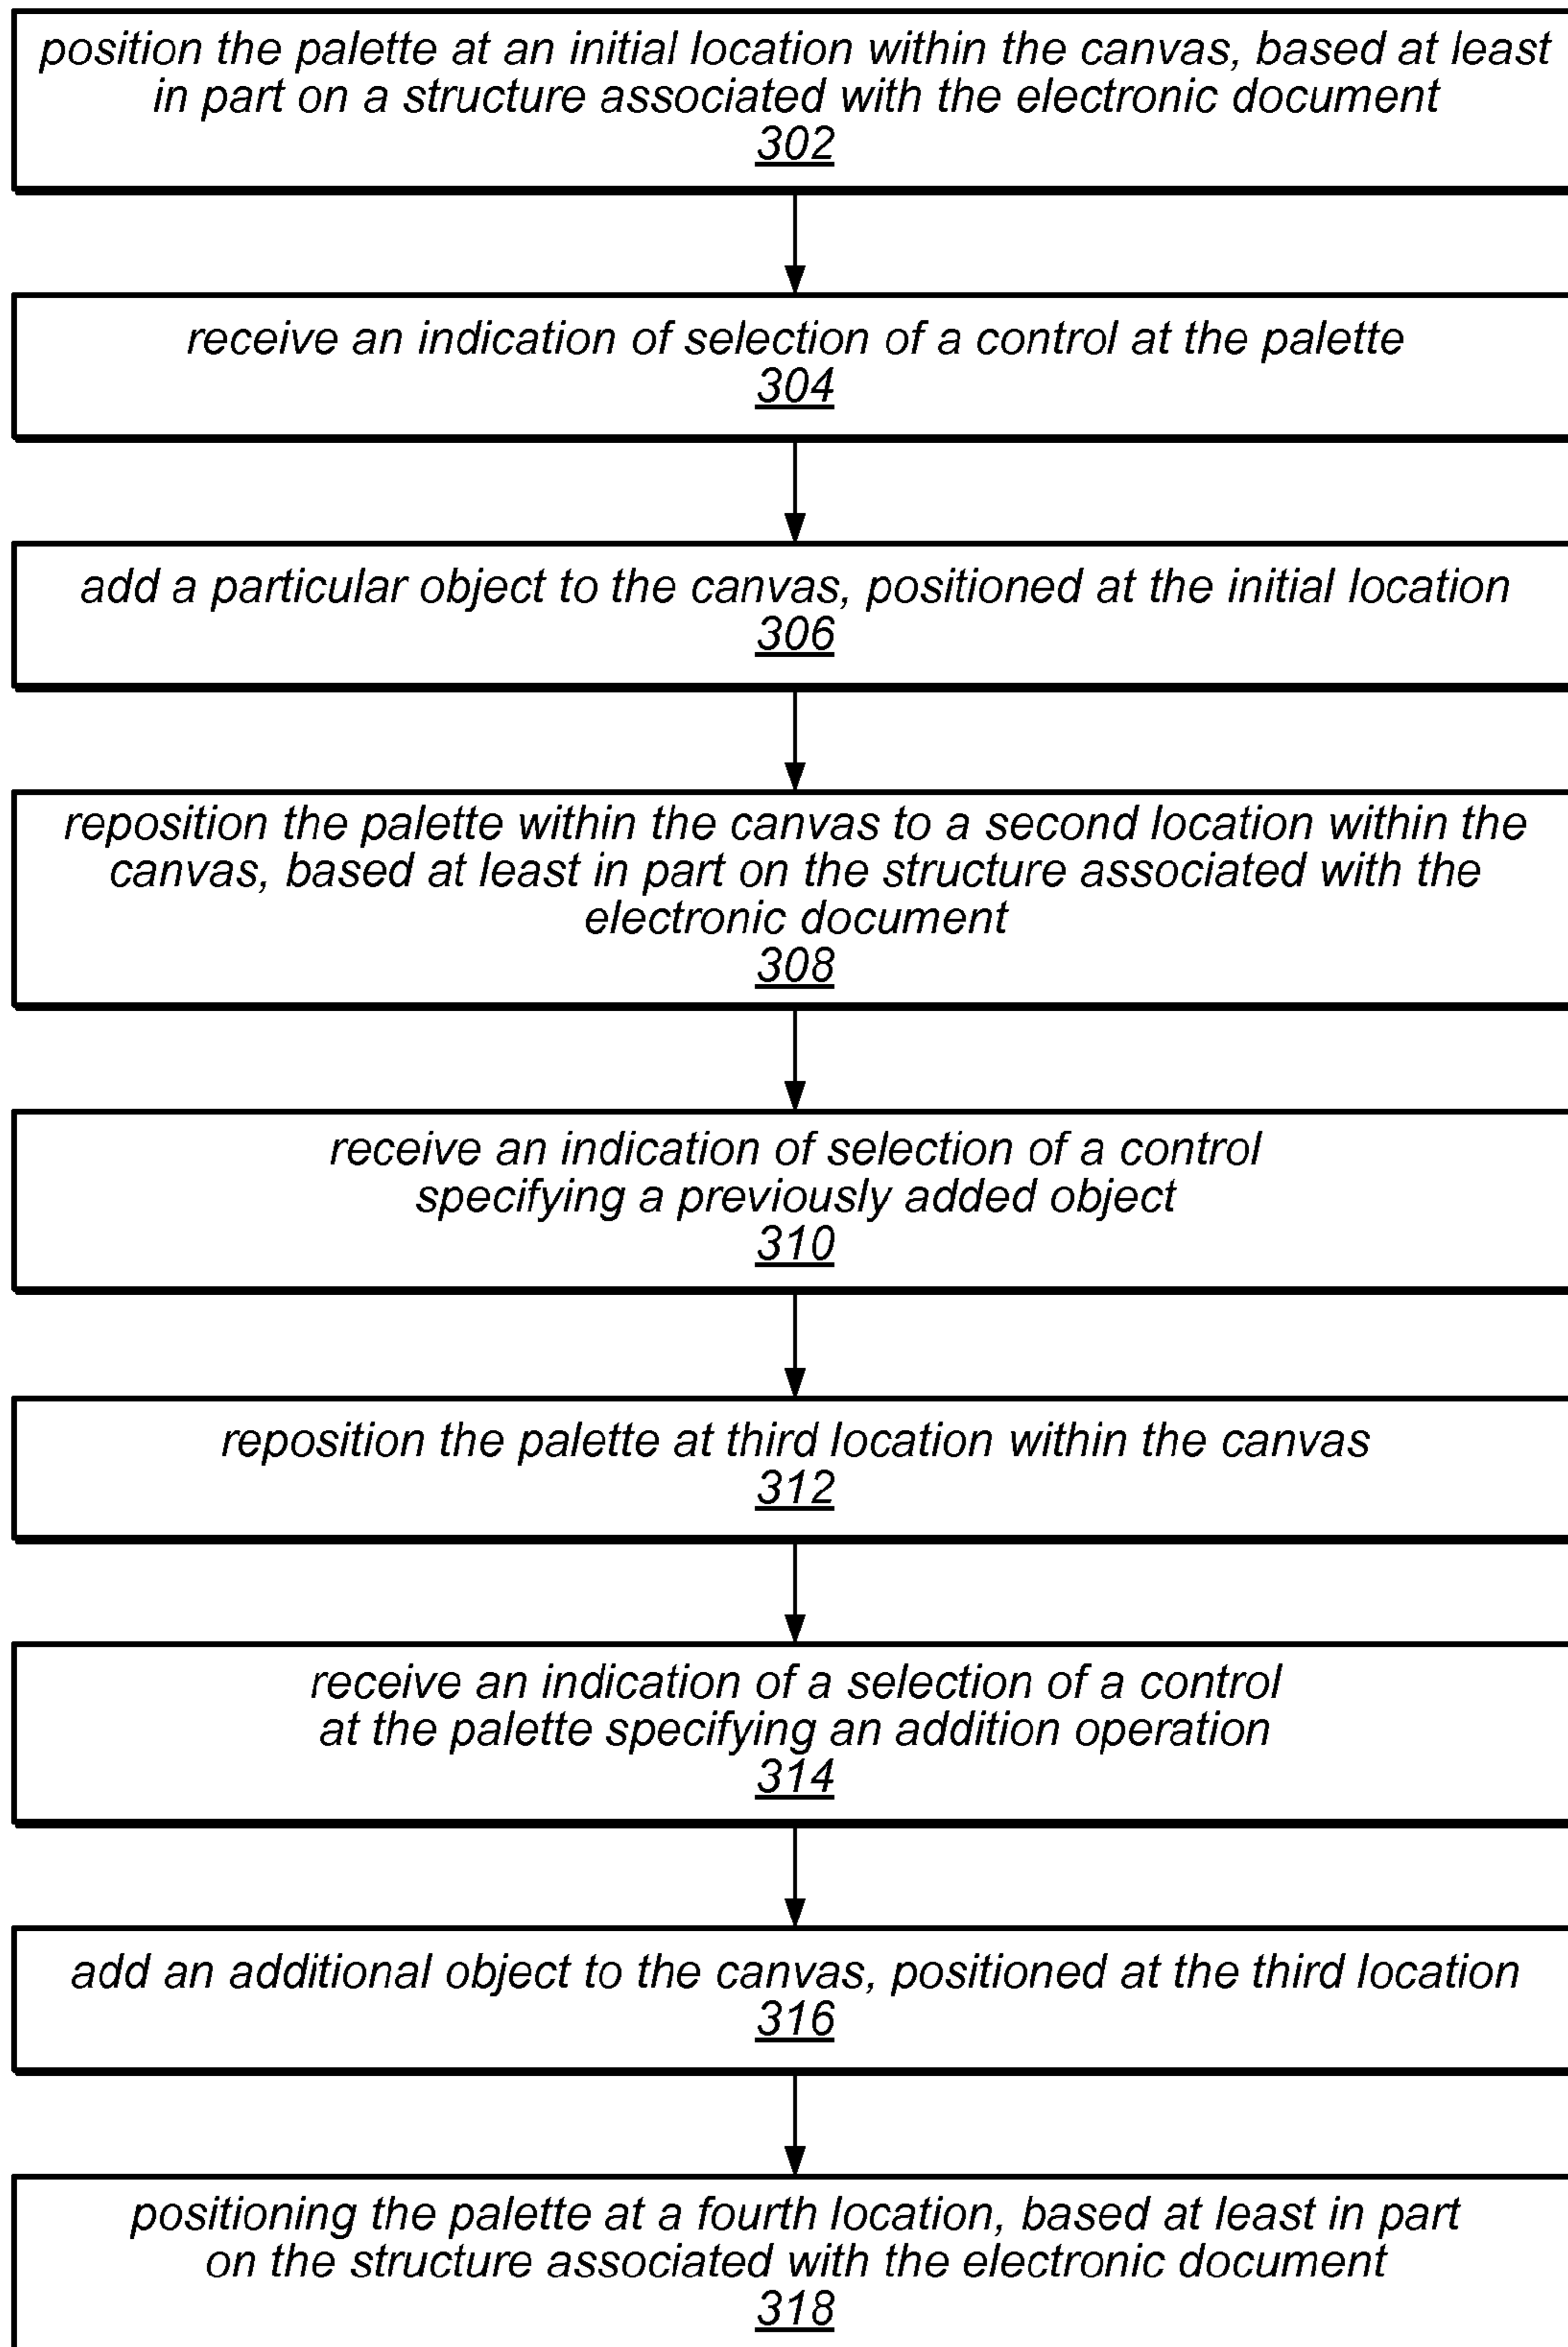 position the palette at an initial location within the canvas, based at least
in part on a structure associated with the electronic document
302
receive an indication of selection of a control at the palette
304
add a particular object to the canvas, positioned at the initial location
306
reposition the palette within the canvas to a second location within the
canvas, based at least in part on the structure associated with the
electronic document
308
receive an indication of selection of a control
specifying a previously added object
310
reposition the palette at third location within the canvas
312
receive an indication of a selection of a control
at the palette specifying an addition operation
314
add an additional object to the canvas, positioned at the third location
316
positioning the palette at a fourth location, based at least in part
on the structure associated with the electronic document
318